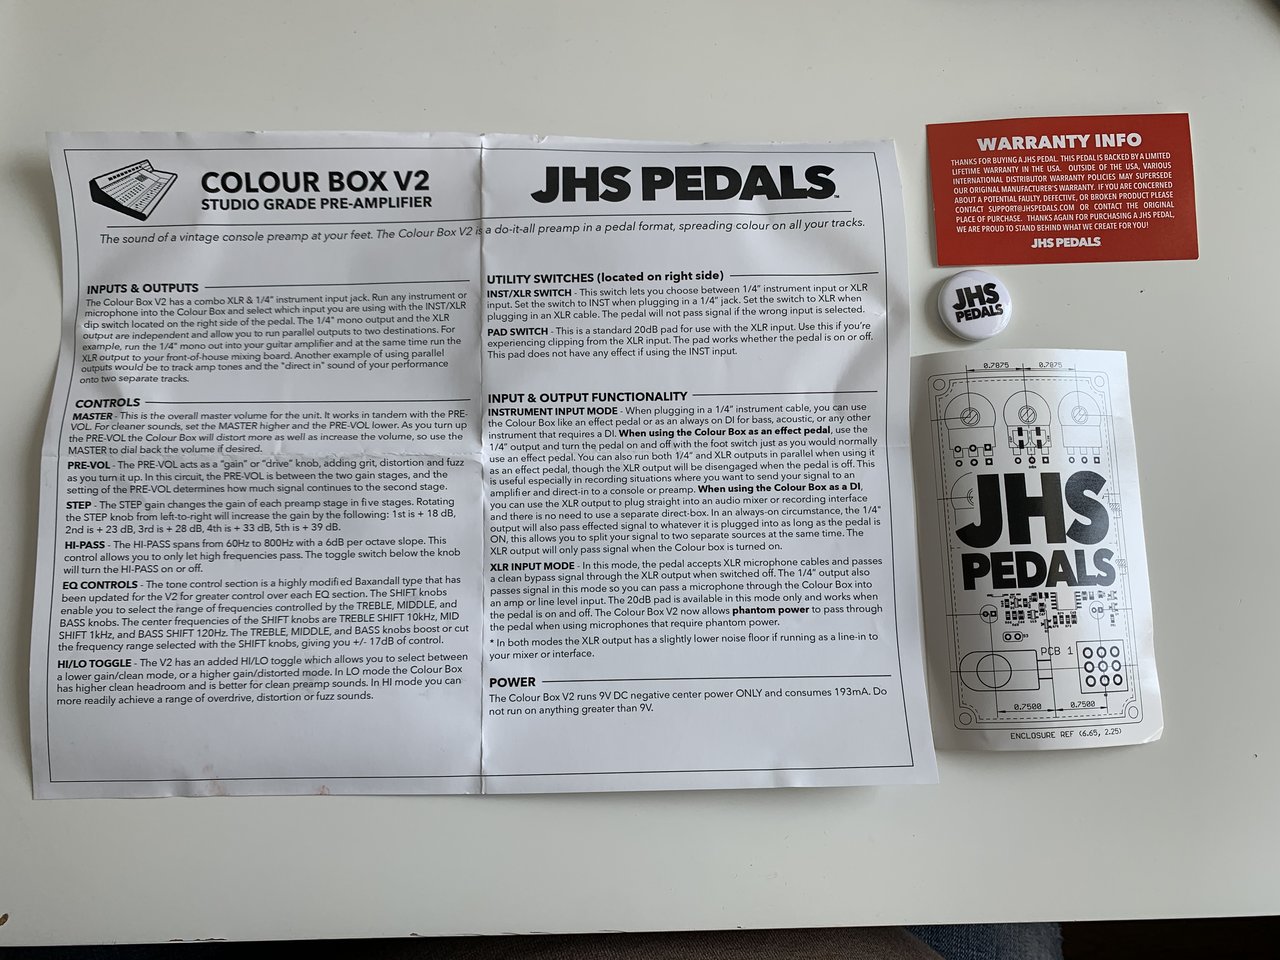 COLOUR BOX V2
STUDIO GRADE PRE-AMPLIFIER
JHS PEDALS™
The sound of a vintage console preamp at your feet. The Colour Box V2 is a do-it-all preamp in a pedal format, spreading colour on all your tracks.
INPUTS & OUTPUTS
The Colour Box V2 has a combo XLR & 1/4" instrument input jack. Run any instrument or
microphone into the Colour Box and select which input you are using with the INST/XLR
dip switch located on the right side of the pedal. The 1/4" mono output and the XLR
output are independent and allow you to run parallel outputs to two destinations. For
example, run the 1/4" mono out into your guitar amplifier and at the same time run the
XLR output to your front-of-house mixing board. Another example of using parallel
outputs would be to track amp tones and the "direct in" sound of your performance
onto two separate tracks.
CONTROLS
MASTER - This is the overall master volume for the unit. It works in tandem with the PRE-
VOL. For cleaner sounds, set the MASTER higher and the PRE-VOL lower. As you turn up
the PRE-VOL the Colour Box will distort more as well as increase the volume, so use the
MASTER to dial back the volume if desired.
PRE-VOL - The PRE-VOL acts as a "gain" or "drive" knob, adding grit, distortion and fuzz
as you turn it up. In this circuit, the PRE-VOL is between the two gain stages, and the
setting of the PRE-VOL determines how much signal continues to the second stage.
STEP - The STEP gain changes the gain of each preamp stage in five stages. Rotating
the STEP knob from left-to-right will increase the gain by the following: 1st is + 18 dB,
2nd is + 23 dB, 3rd is + 28 dB, 4th is + 33 dB, 5th is + 39 dB.
HI-PASS - The HI-PASS spans from 60Hz to 800Hz with a 6dB per octave slope. This
control allows you to only let high frequencies pass. The toggle switch below the knob
will turn the HI-PASS on or off.
EQ CONTROLS - The tone control section is a highly modified Baxandall type that has
been updated for the V2 for greater control over each EQ section. The SHIFT knobs
enable you to select the range of frequencies controlled by the TREBLE, MIDDLE, and
BASS knobs. The center frequencies of the SHIFT knobs are TREBLE SHIFT 10kHz, MID
SHIFT 1kHz, and BASS SHIFT 120Hz. The TREBLE, MIDDLE, and BASS knobs boost or cut
the frequency range selected with the SHIFT knobs, giving you +/- 17dB of control.
HI/LO TOGGLE - The V2 has an added HI/LO toggle which allows you to select between
a lower gain/clean mode, or a higher gain/distorted mode. In LO mode the Colour Box
has higher clean headroom and is better for clean preamp sounds. In HI mode you can
more readily achieve a range of overdrive, distortion or fuzz sounds.
UTILITY SWITCHES (located on right side)
INST/XLR SWITCH - This switch lets you choose between 1/4" instrument input or XLR
input. Set the switch to INST when plugging in a 1/4" jack. Set the switch to XLR when
plugging in an XLR cable. The pedal will not pass signal if the wrong input is selected.
PAD SWITCH - This is a standard 20dB pad for use with the XLR input. Use this if you're
experiencing clipping from the XLR input. The pad works whether the pedal is on or off.
This pad does not have any effect if using the INST input.
INPUT & OUTPUT FUNCTIONALITY
INSTRUMENT INPUT MODE - When plugging in a 1/4" instrument cable, you can use
the Colour Box like an effect pedal or as an always on DI for bass, acoustic, or any other
instrument that requires a DI. When using the Colour Box as an effect pedal, use the
1/4" output and turn the pedal on and off with the foot switch just as you would normally
use an effect pedal. You can also run both 1/4" and XLR outputs in parallel when using it
as an effect pedal, though the XLR output will be disengaged when the pedal is off. This
is useful especially in recording situations where you want to send your signal to an
amplifier and direct-in to a console or preamp. When using the Colour Box as a DI,
you can use the XLR output to plug straight into an audio mixer or recording interface
and there is no need to use a separate direct-box. In an always-on circumstance, the 1/4"
output will also pass effected signal to whatever it is plugged into as long as the pedal is
ON, this allows you to split your signal to two separate sources at the same time. The
XLR output will only pass signal when the Colour box is turned on.
XLR INPUT MODE - In this mode, the pedal accepts XLR microphone cables and passes
a clean bypass signal through the XLR output when switched off. The 1/4" output also
passes signal in this mode so you can pass a microphone through the Colour Box into
an amp or line level input. The 20dB pad is available in this mode only and works when
the pedal is on and off. The Colour Box V2 now allows phantom power to pass through
the pedal when using microphones that require phantom power.
* In both modes the XLR output has a slightly lower noise floor if running as a line-in to
your mixer or interface.
POWER
The Colour Box V2 runs 9V DC negative center power ONLY and consumes 193mA. Do
not run on anything greater than 9V.
WARRANTY INFO
THANKS FOR BUYING A JHS PEDAL. THIS PEDAL IS BACKED BY A LIMITED
LIFETIME WARRANTY IN THE USA. OUTSIDE OF THE USA, VARIOUS
INTERNATIONAL DISTRIBUTOR WARRANTY POLICIES MAY SUPERSEDE
OUR ORIGINAL MANUFACTURER'S WARRANTY. IF YOU ARE CONCERNED
ABOUT A POTENTIAL FAULTY, DEFECTIVE, OR BROKEN PRODUCT PLEASE
CONTACT SUPPORT@JHSPEDALS.COM OR CONTACT THE ORIGINAL
PLACE OF PURCHASE. THANKS AGAIN FOR PURCHASING A JHS PEDAL,
WE ARE PROUD TO STAND BEHIND WHAT WE CREATE FOR YOU!
JHS PEDALS
JHS
PEDALS
0.7875 0.7875
JHS
PEDALS
PCB 1
0.7500 0.7500
ENCLOSURE REF (6.65, 2.25)